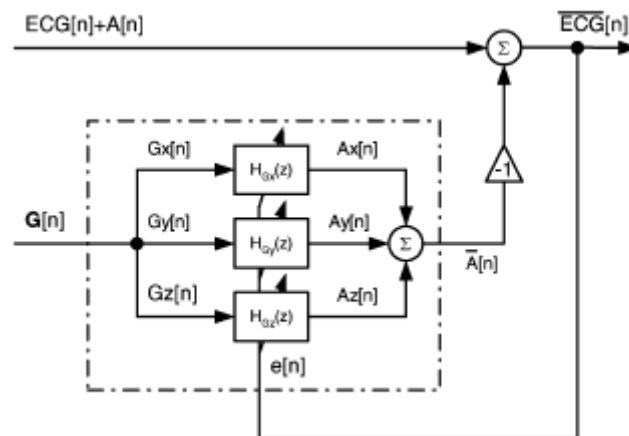 ECG[n]+A[n]
ECG[n]
Σ
Gx[n]
H_Gx(z)
Ax[n]
-1
G[n]
Gy[n]
H_Gy(z)
Ay[n]
Σ
A[n]
Gz[n]
H_Gz(z)
Az[n]
e[n]